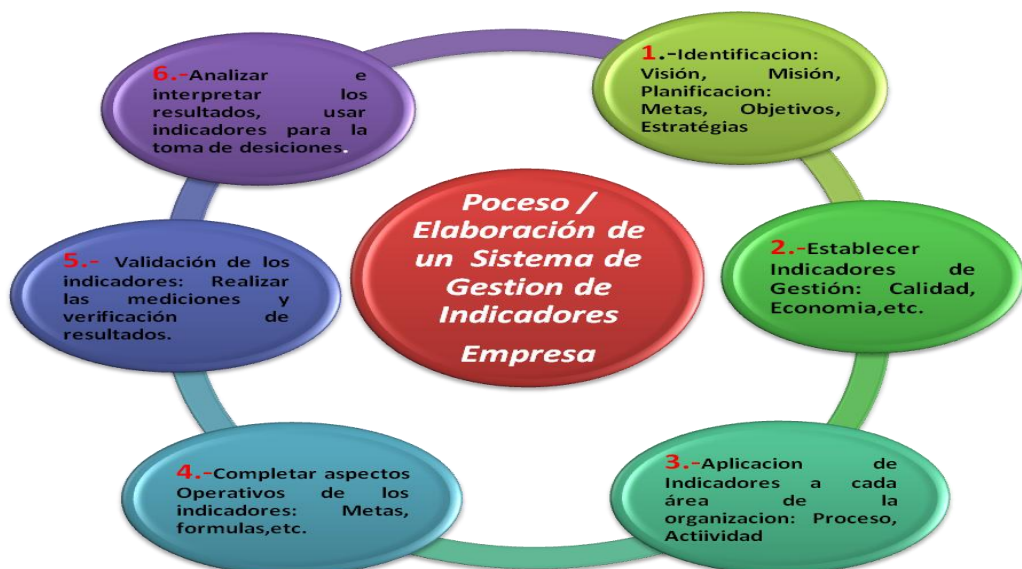 Poceso /
Elaboración de
un Sistema de
Gestion de
Indicadores
Empresa
1.-Identificacion:
Visión, Misión,
Planificacion:
Metas, Objetivos,
Estratégias
2.-Establecer
Indicadores de
Gestión: Calidad,
Economia,etc.
3.-Aplicacion de
Indicadores a cada
área de la
organizacion: Proceso,
Actiividad
4.-Completar aspectos
Operativos de los
indicadores: Metas,
formulas,etc.
5.- Validación de los
indicadores: Realizar
las mediciones y
verificación de
resultados.
6.-Analizar e
interpretar los
resultados, usar
indicadores para la
toma de desiciones.